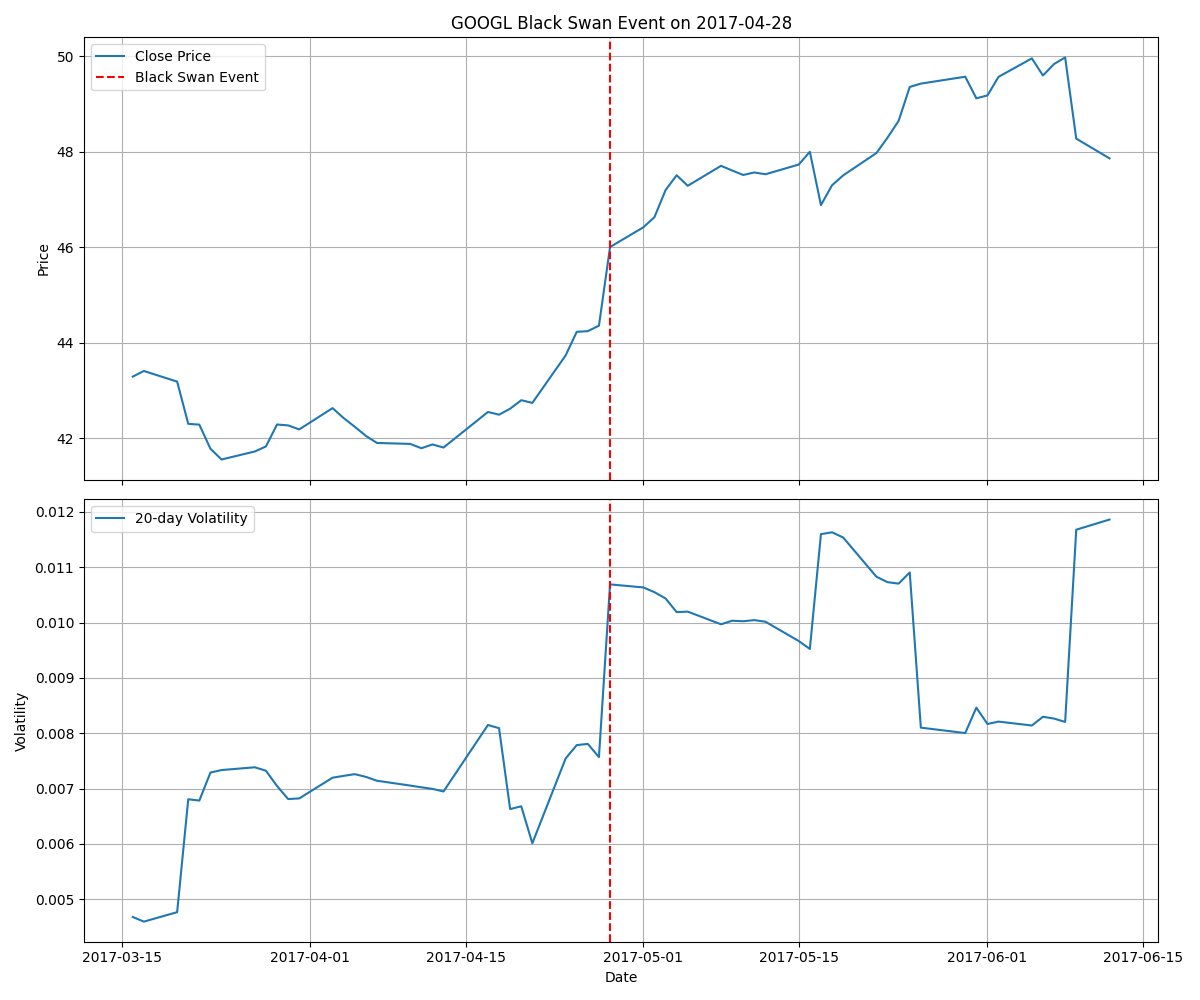 GOOGL Black Swan Event on 2017-04-28
Close Price
Black Swan Event
50
48
46
44
42
Price
20-day Volatility
0.012
0.011
0.010
0.009
0.008
0.007
0.006
0.005
Volatility
2017-03-15 2017-04-01 2017-04-15 2017-05-01 2017-05-15 2017-06-01 2017-06-15
Date